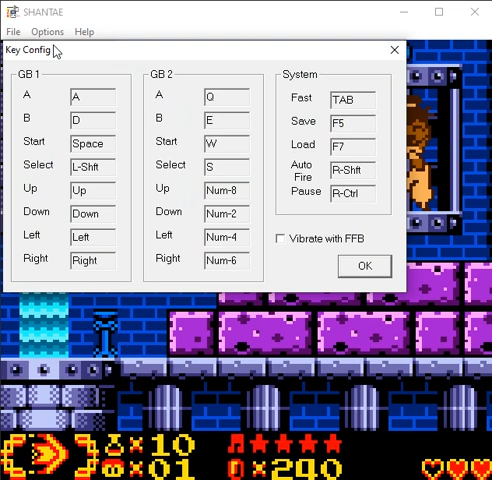 SHANTAE
File Options Help
Key Config
GB 1
A A
B D
Start Space
Select L-Shft
Up Up
Down Down
Left Left
Right Right
GB 2
A Q
B E
Start W
Select S
Up Num-8
Down Num-2
Left Num-4
Right Num-6
System
Fast TAB
Save F5
Load F7
Auto
Fire R-Shft
Pause R-Ctrl
Vibrate with FFB
OK
×10
×01
×240